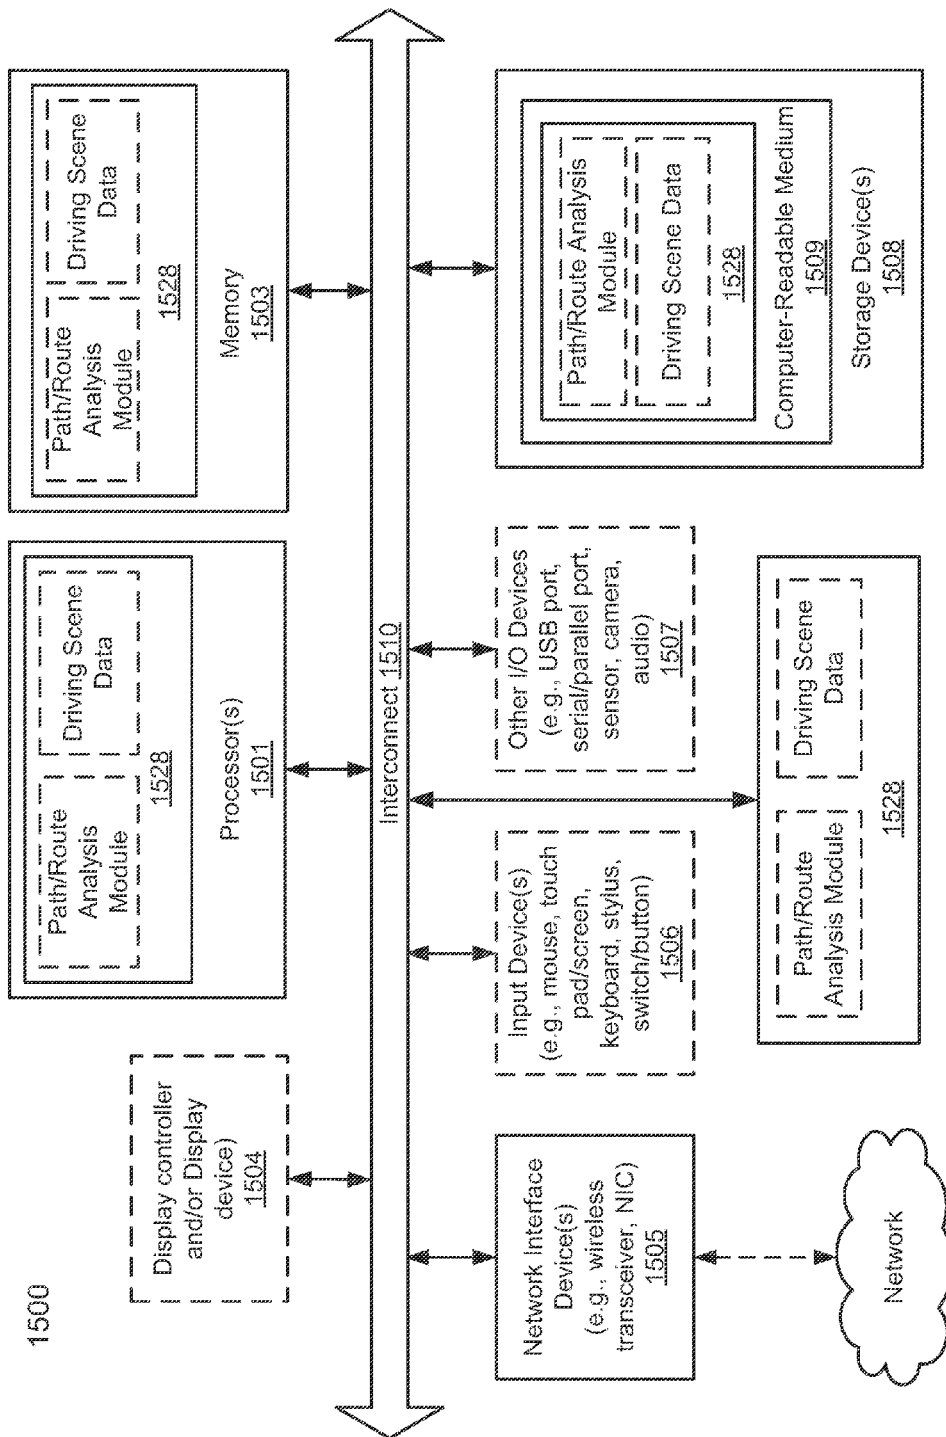 1500
Display controller
and/or Display
device)
1504
Path/Route
Analysis
Module
Driving Scene
Data
1528
Processor(s)
1501
Path/Route
Analysis
Module
Driving Scene
Data
1528
Memory
1503
Interconnect 1510
Network Interface
Device(s)
(e.g., wireless
transceiver, NIC)
1505
Network
Input Device(s)
(e.g., mouse, touch
pad/screen,
keyboard, stylus,
switch/button)
1506
Other I/O Devices
(e.g., USB port,
serial/parallel port,
sensor, camera,
audio)
1507
Path/Route
Analysis Module
Driving Scene
Data
1528
Path/Route Analysis
Module
Driving Scene Data
1528
Computer-Readable Medium
1509
Storage Device(s)
1508